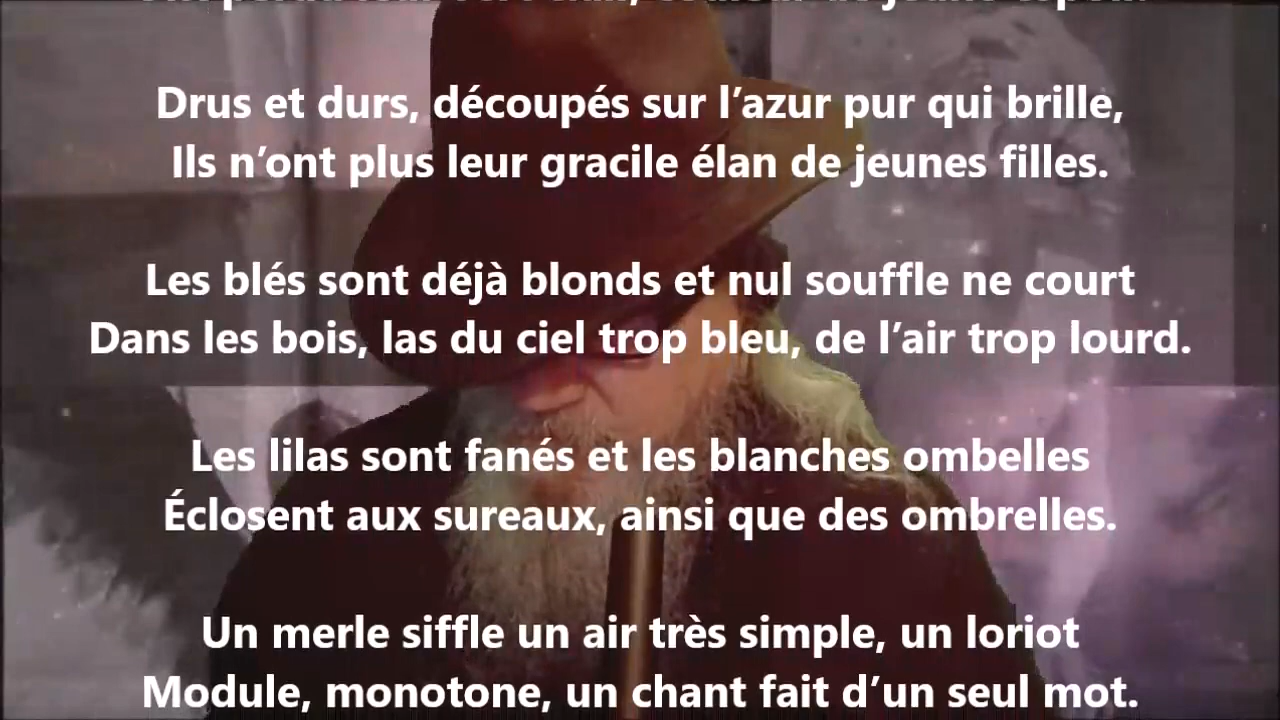 Drus et durs, découpés sur l’azur pur qui brille,
Ils n’ont plus leur gracile élan de jeunes filles.
Les blés sont déjà blonds et nul souffle ne court
Dans les bois, las du ciel trop bleu, de l’air trop lourd.
Les lilas sont fanés et les blanches ombelles
Éclosent aux sureaux, ainsi que des ombrelles.
Un merle siffle un air très simple, un loriot
Module, monotone, un chant fait d’un seul mot.